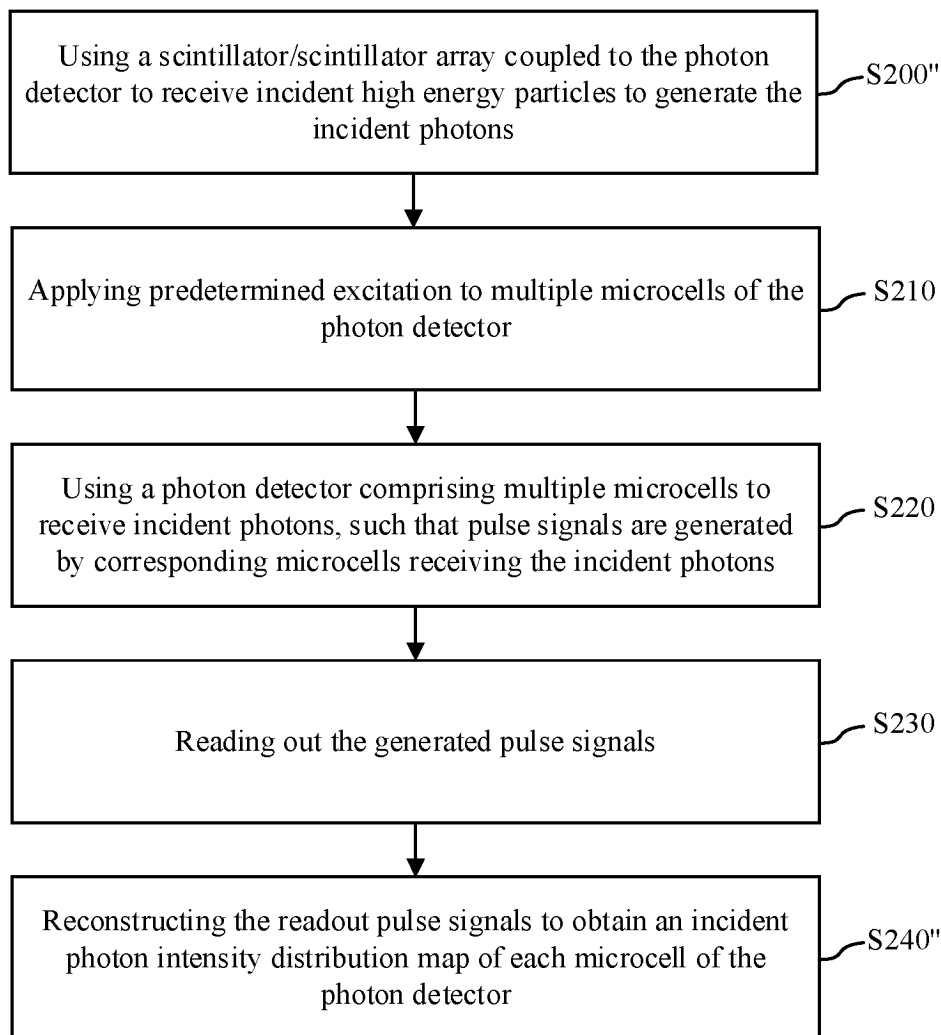 Using a scintillator/scintillator array coupled to the photon
detector to receive incident high energy particles to generate the
incident photons
S200"
Applying predetermined excitation to multiple microcells of the
photon detector
S210
Using a photon detector comprising multiple microcells to
receive incident photons, such that pulse signals are generated
by corresponding microcells receiving the incident photons
S220
Reading out the generated pulse signals
S230
Reconstructing the readout pulse signals to obtain an incident
photon intensity distribution map of each microcell of the
photon detector
S240"